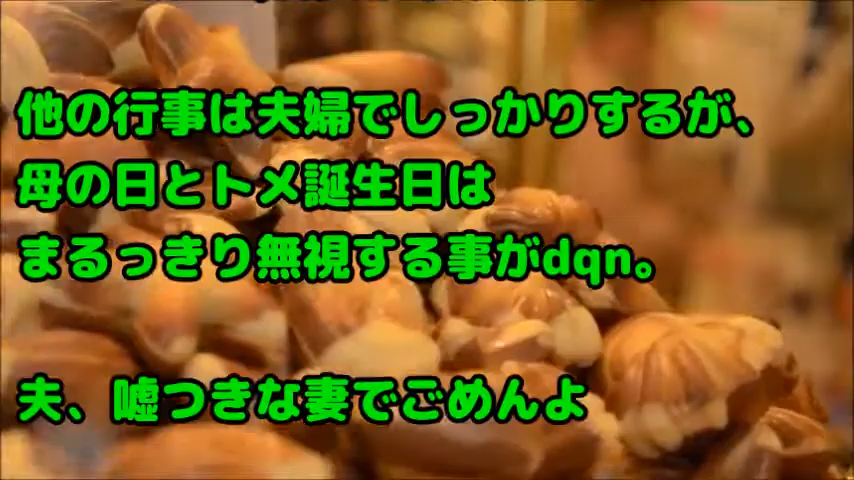 他の行事は夫婦でしっかりするが、
母の日とトメ誕生日は
まるっきり無視する事がdqn。
夫、嘘つきな妻でごめんよ